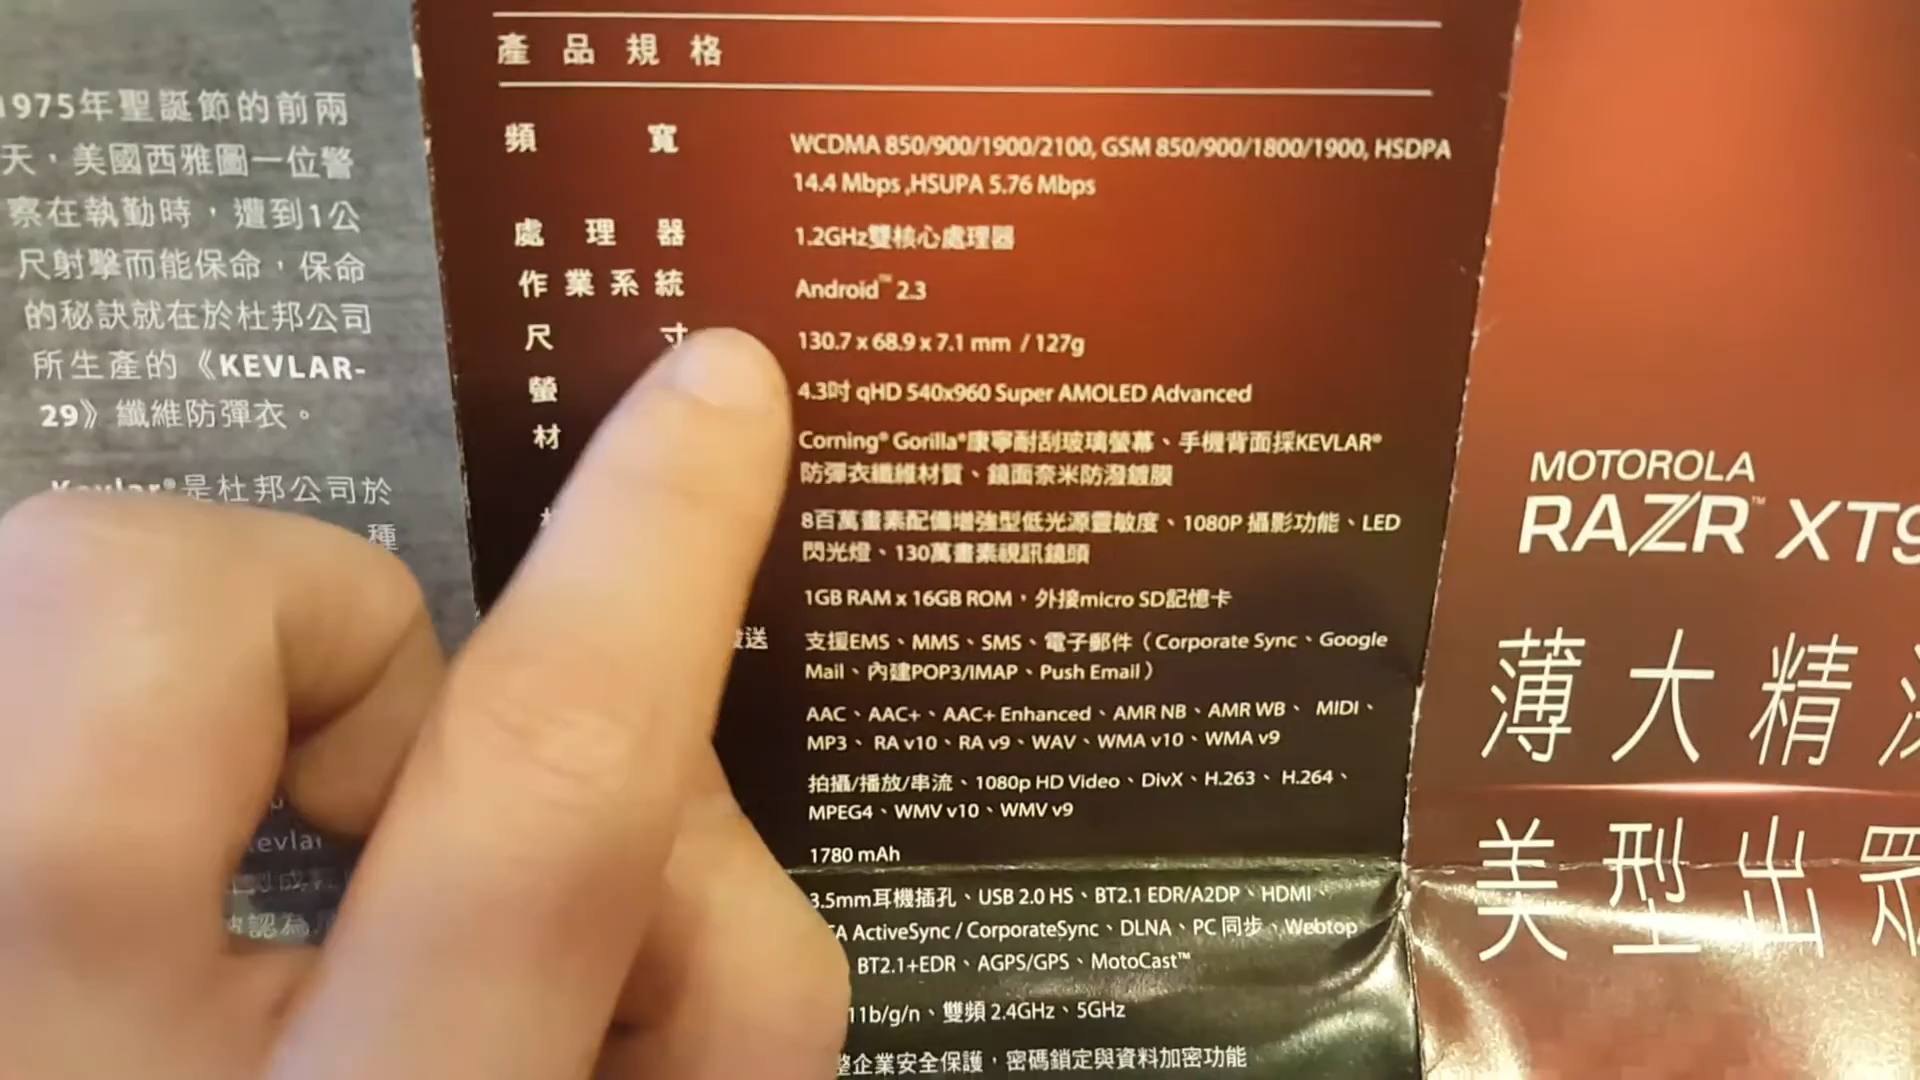 1975年聖誕節的前兩
天，美國西雅圖一位警
察在執勤時，遭到1公
尺射擊而能保命，保命
的秘訣就在於杜邦公司
所生產的《KEVLAR-
29》纖維防彈衣。
Kevlar®是杜邦公司於
種
產品規格
頻寬 WCDMA 850/900/1900/2100, GSM 850/900/1800/1900, HSDPA
14.4 Mbps ,HSUPA 5.76 Mbps
處理器 1.2GHz雙核心處理器
作業系統 Android™ 2.3
尺寸 130.7 x 68.9 x 7.1 mm / 127g
螢 4.3吋 qHD 540x960 Super AMOLED Advanced
材 Corning® Gorilla®康寧耐刮玻璃螢幕、手機背面採KEVLAR®
防彈衣纖維材質、鏡面奈米防潑鍍膜
8百萬畫素配備增強型低光源靈敏度、1080P 攝影功能、LED
閃光燈、130萬畫素視訊鏡頭
1GB RAM x 16GB ROM，外接micro SD記憶卡
送 支援EMS、MMS、SMS、電子郵件（Corporate Sync、Google
Mail、內建POP3/IMAP、Push Email）
AAC、AAC+、AAC+ Enhanced、AMR NB、AMR WB、 MIDI、
MP3、 RA v10、RA v9、WAV、WMA v10、WMA v9
拍攝/播放/串流、1080p HD Video、DivX、H.263、 H.264、
MPEG4、WMV v10、WMV v9
1780 mAh
3.5mm耳機插孔、USB 2.0 HS、BT2.1 EDR/A2DP、HDMI、
ActiveSync / CorporateSync、DLNA、PC 同步、Webtop
BT2.1+EDR、AGPS/GPS、MotoCast™
11b/g/n、雙頻 2.4GHz、5GHz
整企業安全保護，密碼鎖定與資料加密功能
MOTOROLA
RAZR™ XT9
薄大精
美型出眾